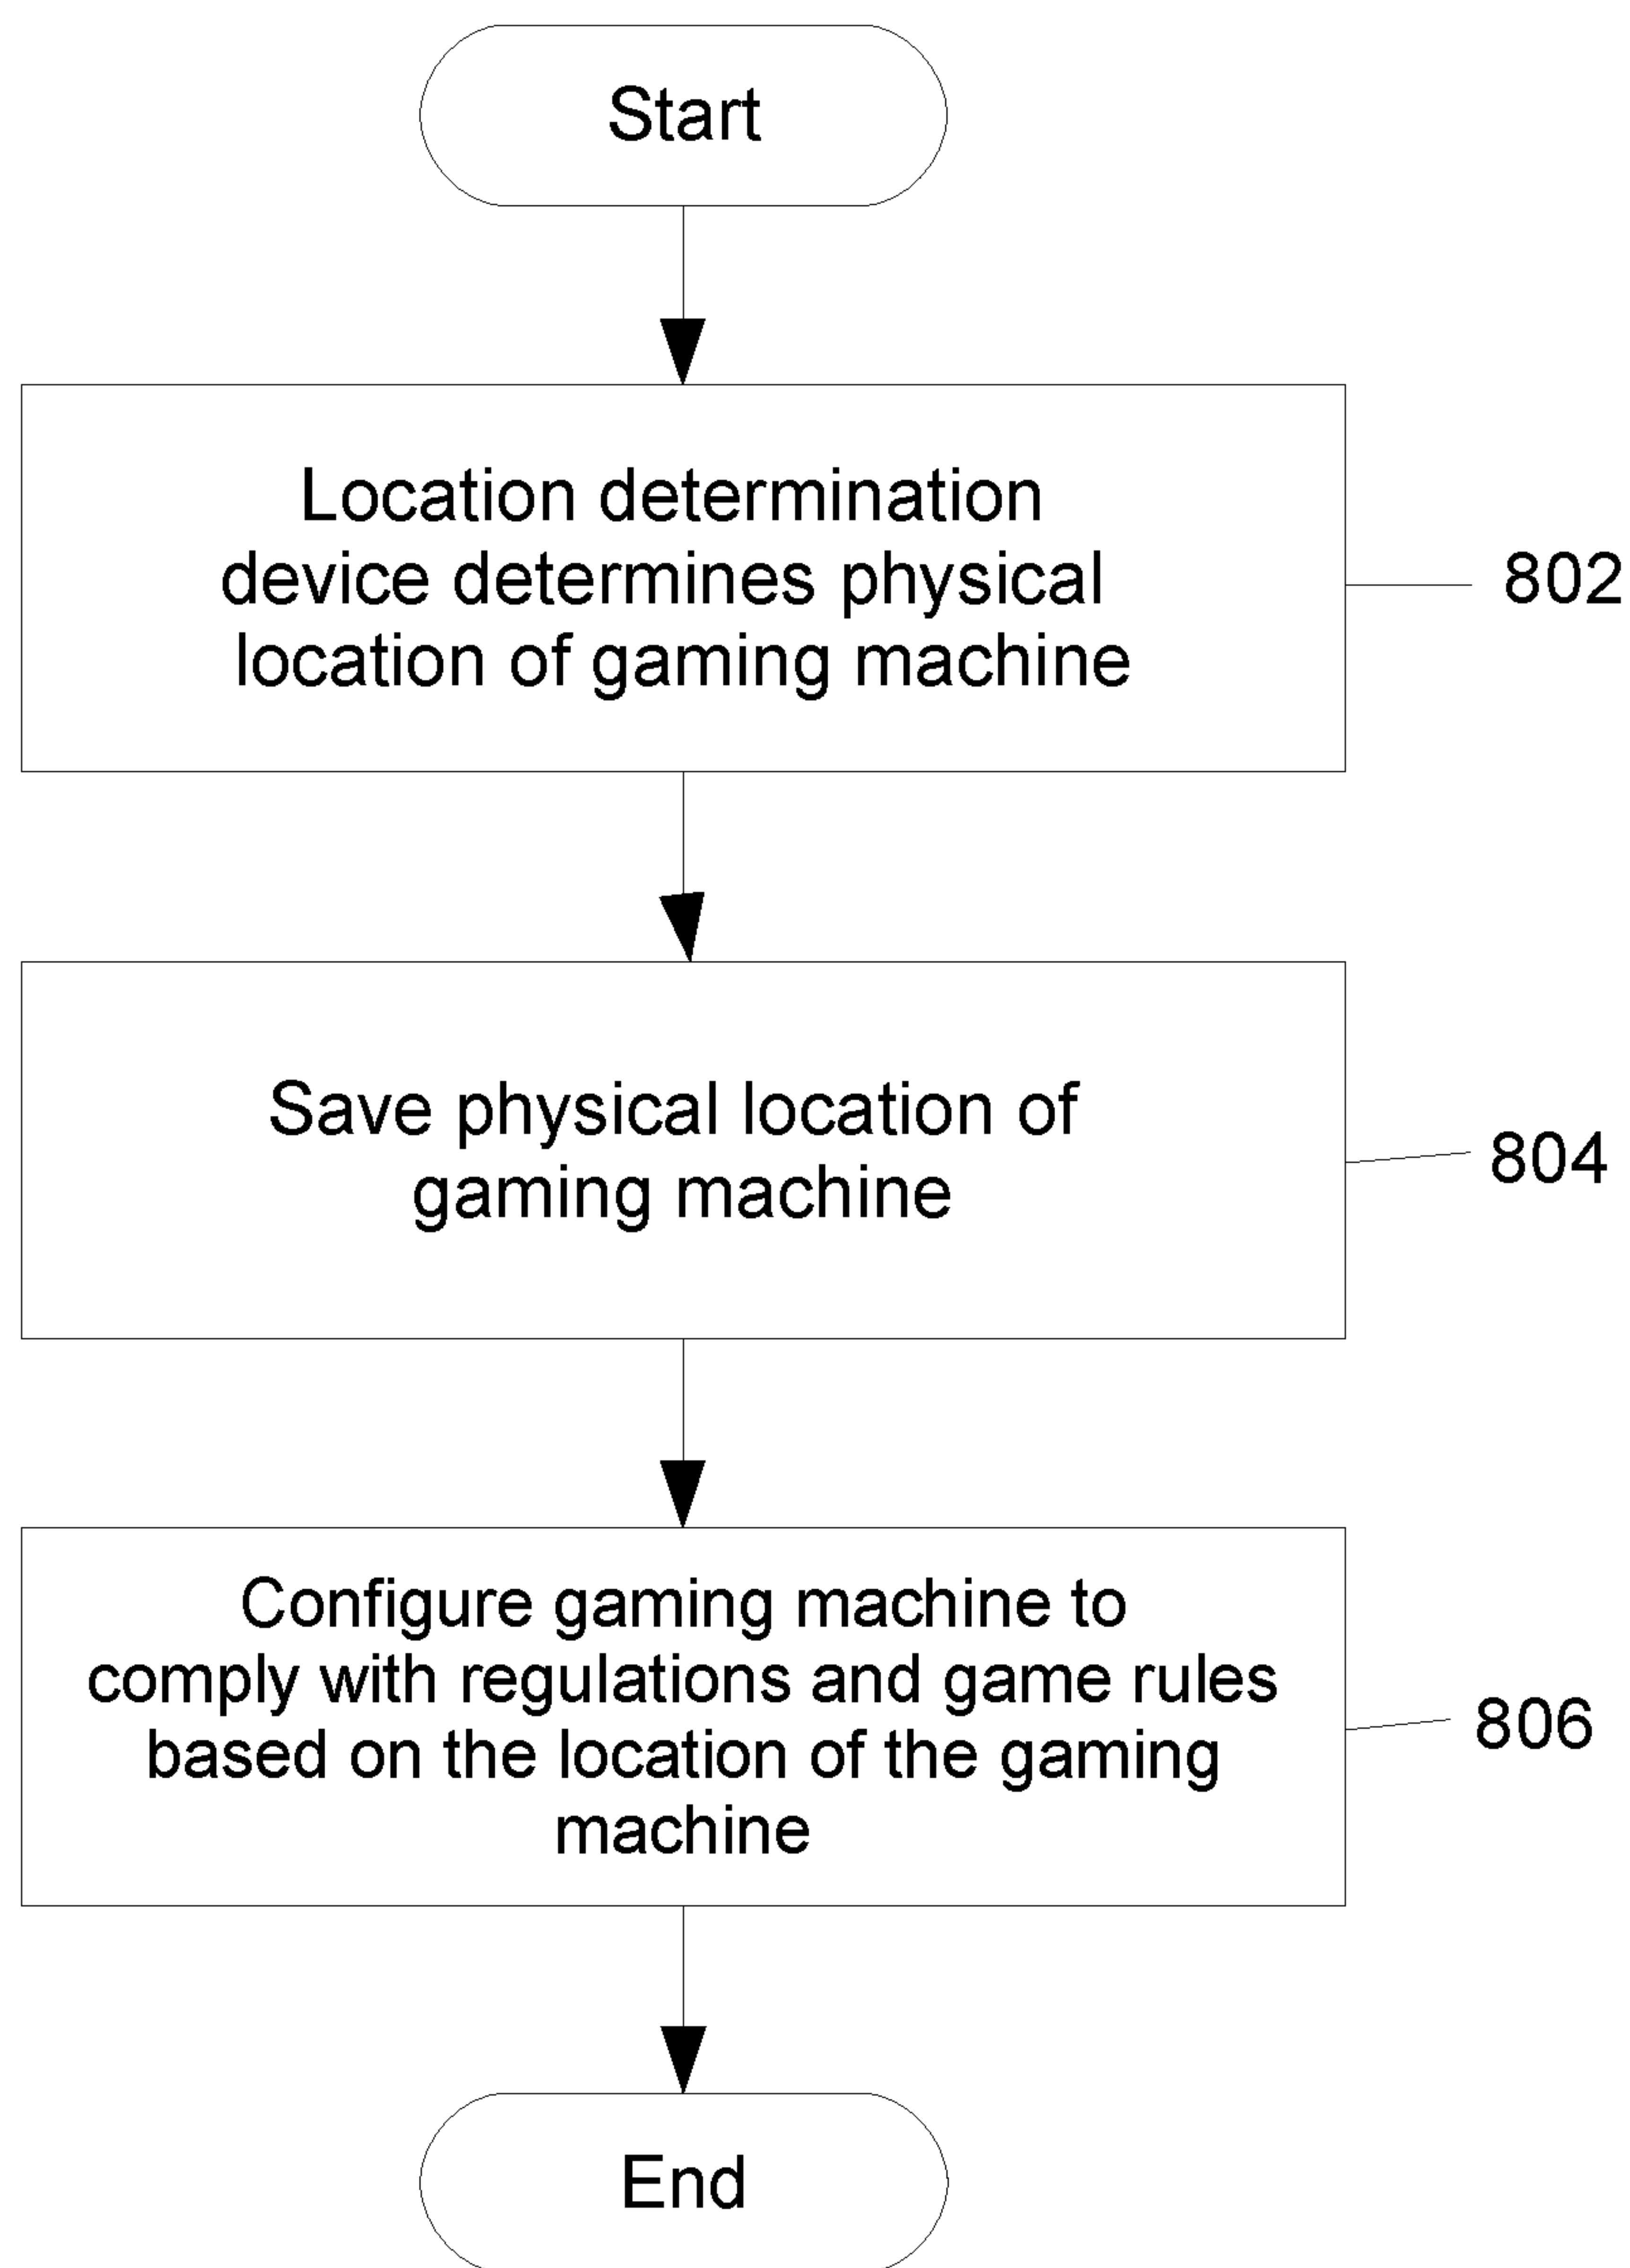 Start
Location determination
device determines physical
location of gaming machine
802
Save physical location of
gaming machine
804
Configure gaming machine to
comply with regulations and game rules
based on the location of the gaming
machine
806
End